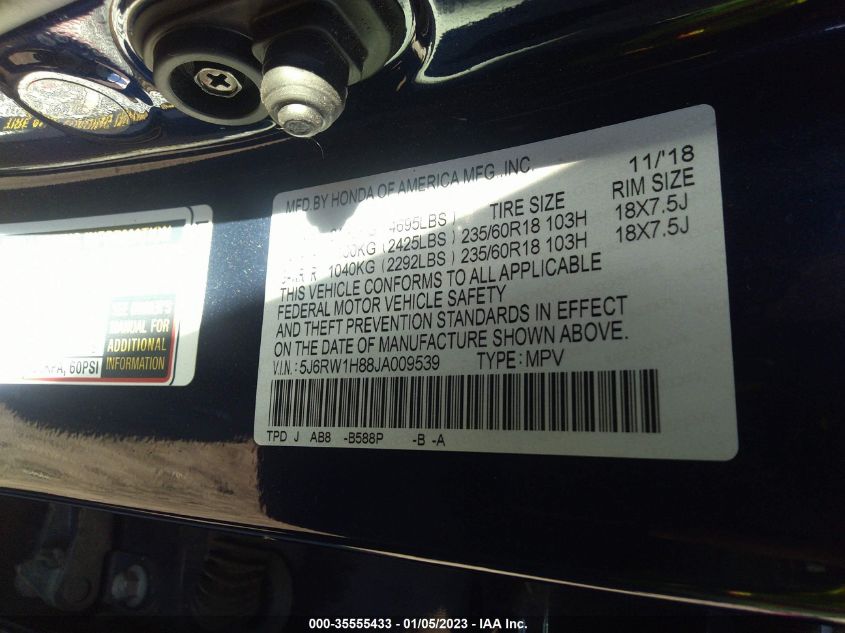 MFD BY HONDA OF AMERICA MFG.,INC. 11/'18
4695LBS) TIRE SIZE RIM SIZE
(2425LBS) 235/60R18 103H 18X7.5J
R 1040KG (2292LBS) 235/60R18 103H 18X7.5J
THIS VEHICLE CONFORMS TO ALL APPLICABLE
FEDERAL MOTOR VEHICLE SAFETY
AND THEFT PREVENTION STANDARDS IN EFFECT
ON THE DATE OF MANUFACTURE SHOWN ABOVE.
V.I.N.:5J6RW1H88JA009539 TYPE:MPV
TPD J AB8 -B588P -B -A
SEE OWNER'S
MANUAL FOR
ADDITIONAL
INFORMATION
60PSI
000-35555433 - 01/05/2023 - IAA Inc.